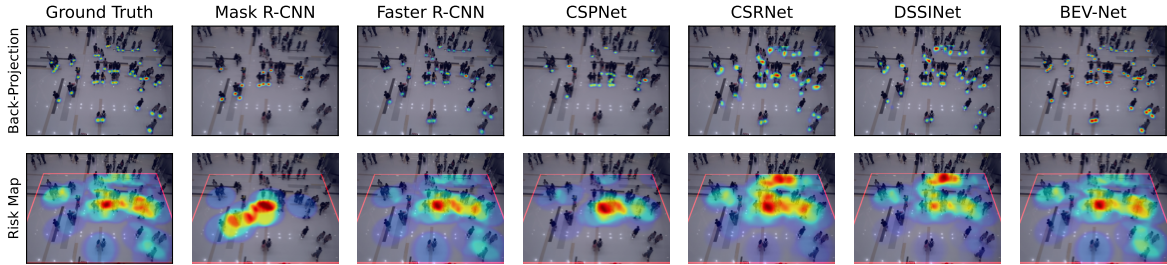 Ground Truth
Mask R-CNN
Faster R-CNN
CSPNet
CSRNet
DSSINet
BEV-Net
Back-Projection
Risk Map